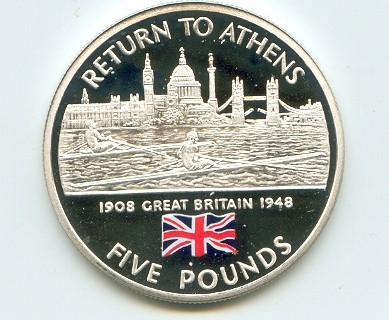 RETURN TO ATHENS
1908 GREAT BRITAIN 1948
FIVE POUNDS